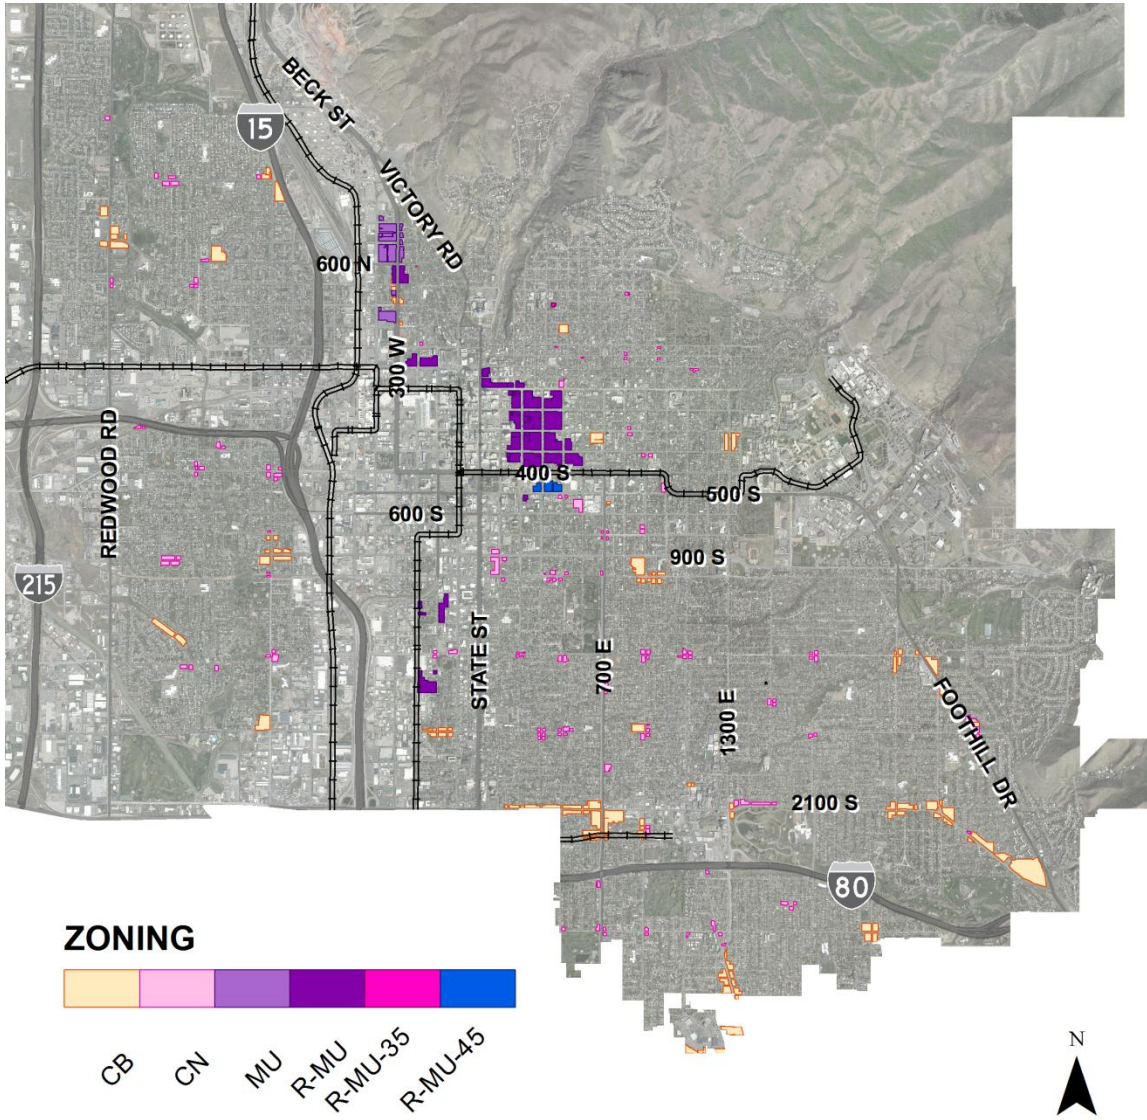 BECK ST
15
VICTORY RD
600 N
300 W
REDWOOD RD
400 S
500 S
600 S
900 S
215
STATE ST
700 E
1300 E
FOOTHILL DR
2100 S
80
ZONING
CB
CN
MU
R-MU
R-MU-35
R-MU-45
N